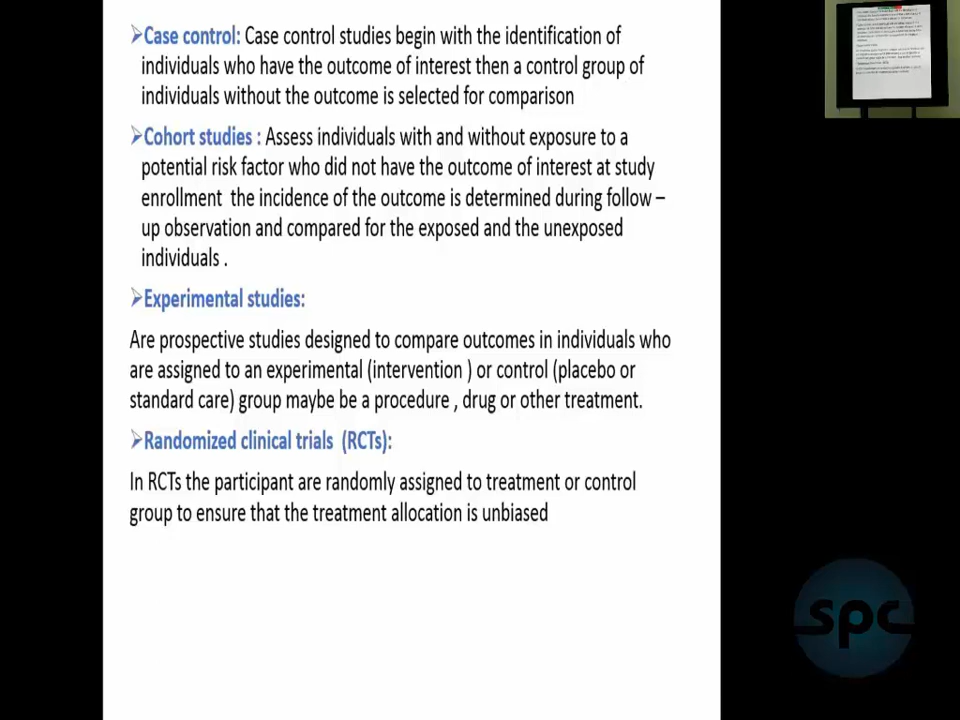 Case control: Case control studies begin with the identification of
individuals who have the outcome of interest then a control group of
individuals without the outcome is selected for comparison
Cohort studies : Assess individuals with and without exposure to a
potential risk factor who did not have the outcome of interest at study
enrollment the incidence of the outcome is determined during follow –
up observation and compared for the exposed and the unexposed
individuals .
Experimental studies:
Are prospective studies designed to compare outcomes in individuals who
are assigned to an experimental (intervention ) or control (placebo or
standard care) group maybe be a procedure , drug or other treatment.
Randomized clinical trials (RCTs):
In RCTs the participant are randomly assigned to treatment or control
group to ensure that the treatment allocation is unbiased
spc